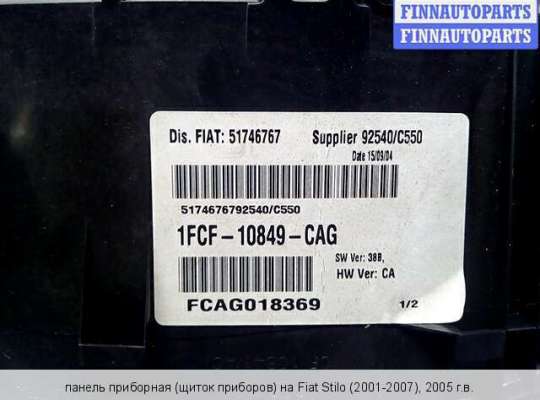 FINNAUTOPARTS
FINNAUTOPARTS
Dis. FIAT: 51746767 Supplier 92540/C550
Date 15/09/04
5174676792540/C550
1FCF-10849-CAG
SW Ver: 38B,
HW Ver: CA
FCAG018369 1/2
панель приборная (щиток приборов) на Fiat Stilo (2001-2007), 2005 г.в.